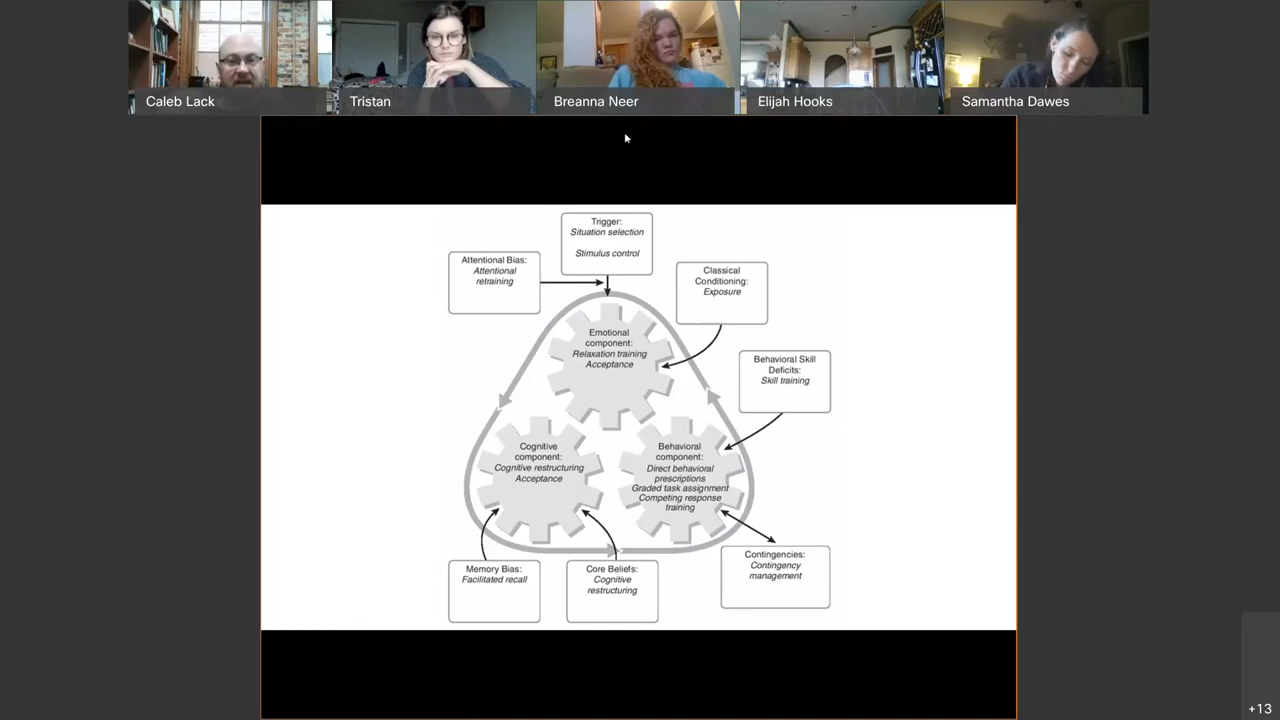 Caleb Lack
Tristan
Breanna Neer
Elijah Hooks
Samantha Dawes
Trigger:
Situation selection
Stimulus control
Attentional Bias:
Attentional
retraining
Classical
Conditioning:
Exposure
Emotional
component:
Relaxation training
Acceptance
Behavioral Skill
Deficits:
Skill training
Cognitive
component:
Cognitive restructuring
Acceptance
Behavioral
component:
Direct behavioral
prescriptions
Graded task assignment
Competing response
training
Memory Bias:
Facilitated recall
Core Beliefs:
Cognitive
restructuring
Contingencies:
Contingency
management
+13